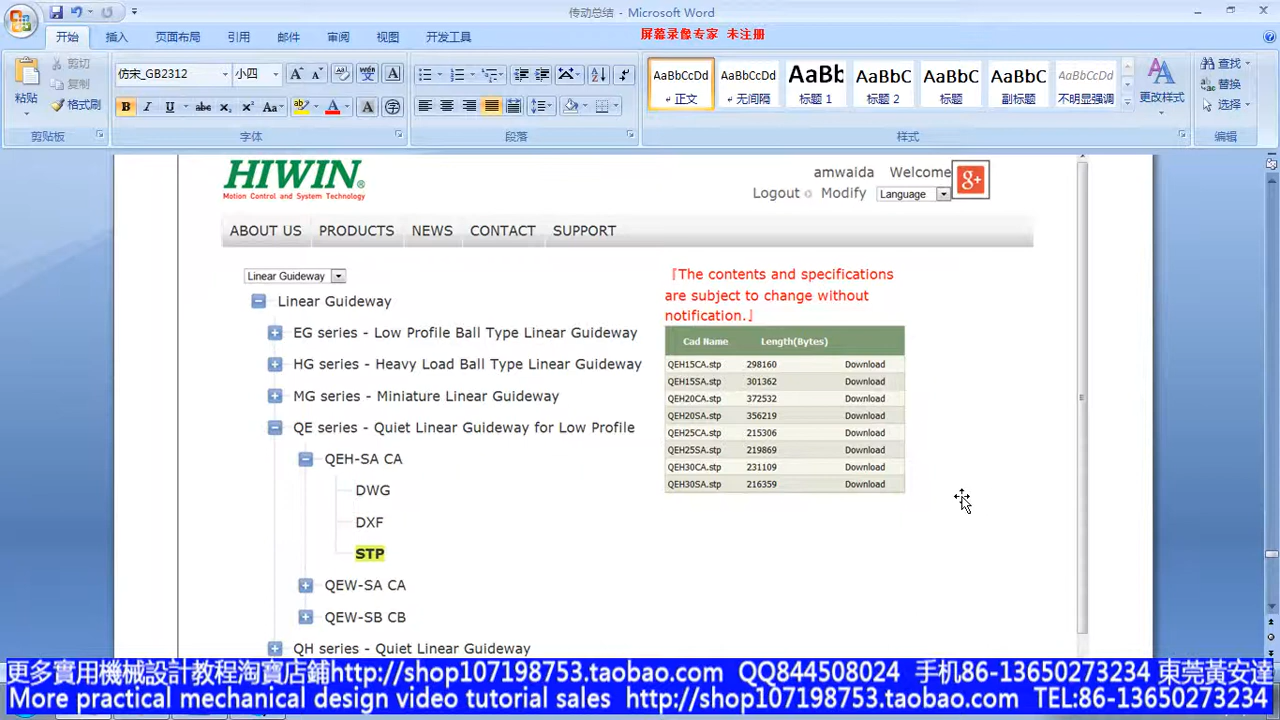 传动总结 - Microsoft Word
开始 插入 页面布局 引用 邮件 审阅 视图 开发工具
屏幕录像专家 未注册
粘贴 剪切 复制 格式刷 剪贴板
仿宋_GB2312 小四
B I U abc x₂ x² Aa A A 字
字体
段落
AaBbCcDd AaBbCcDd AaBb AaBbC AaBbC AaBbC AaBbCcDd
正文 无间隔 标题 1 标题 2 标题 副标题 不明显强调
更改样式
样式
查找 替换 选择 编辑
HIWIN
Motion Control and System Technology
amwaida Welcome
Logout Modify Language
g+
ABOUT US PRODUCTS NEWS CONTACT SUPPORT
Linear Guideway
Linear Guideway
EG series - Low Profile Ball Type Linear Guideway
HG series - Heavy Load Ball Type Linear Guideway
MG series - Miniature Linear Guideway
QE series - Quiet Linear Guideway for Low Profile
QEH-SA CA
DWG
DXF
STP
QEW-SA CA
QEW-SB CB
QH series - Quiet Linear Guideway
『The contents and specifications
are subject to change without
notification.』
Cad Name Length(Bytes)
QEH15CA.stp 298160 Download
QEH15SA.stp 301362 Download
QEH20CA.stp 372532 Download
QEH20SA.stp 356219 Download
QEH25CA.stp 215306 Download
QEH25SA.stp 219869 Download
QEH30CA.stp 231109 Download
QEH30SA.stp 216359 Download
更多實用機械設計教程淘寶店鋪http://shop107198753.taobao.com QQ844508024 手机86-13650273234 東莞黃安達
More practical mechanical design video tutorial sales http://shop107198753.taobao.com TEL:86-13650273234